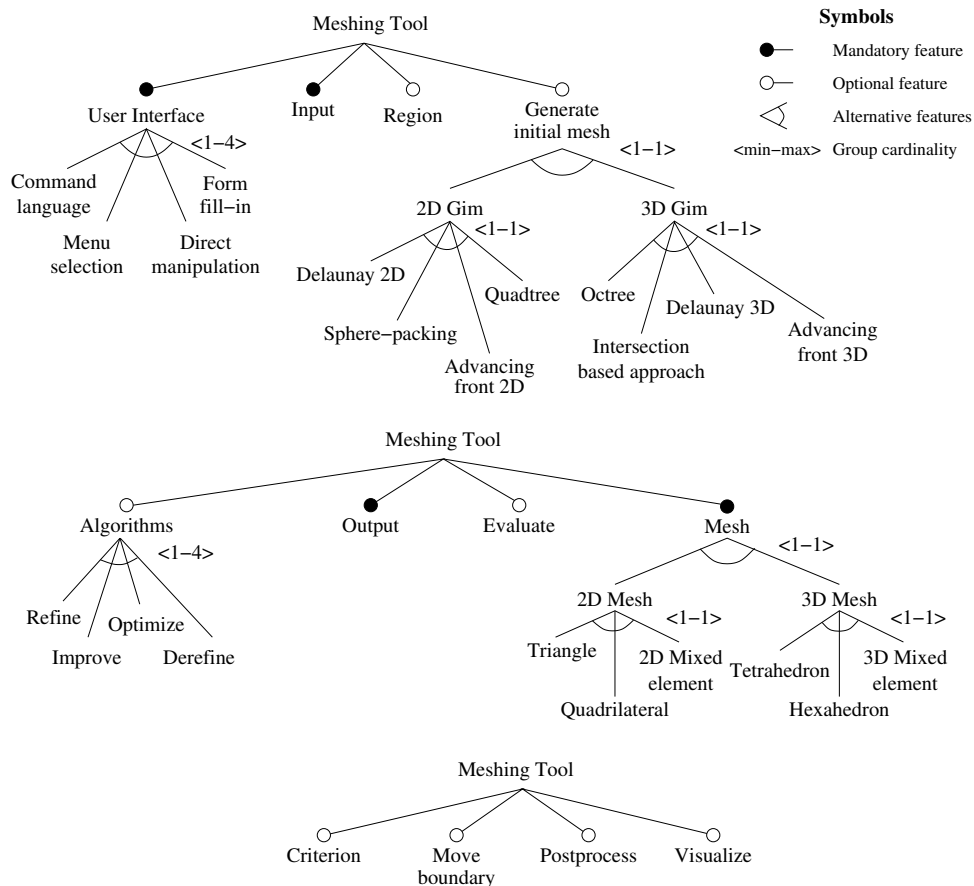 Meshing Tool
Symbols
Mandatory feature
Optional feature
Alternative features
<min−max> Group cardinality
User Interface
Input
Region
Generate
initial mesh
<1−4>
<1−1>
Command
language
Form
fill−in
Menu
selection
Direct
manipulation
2D Gim
3D Gim
<1−1>
<1−1>
Delaunay 2D
Quadtree
Octree
Delaunay 3D
Sphere−packing
Advancing
front 2D
Intersection
based approach
Advancing
front 3D
Meshing Tool
Algorithms
Output
Evaluate
Mesh
<1−4>
<1−1>
Refine
Optimize
Improve
Derefine
2D Mesh
3D Mesh
<1−1>
<1−1>
Triangle
2D Mixed
element
Tetrahedron
3D Mixed
element
Quadrilateral
Hexahedron
Meshing Tool
Criterion
Move
boundary
Postprocess
Visualize